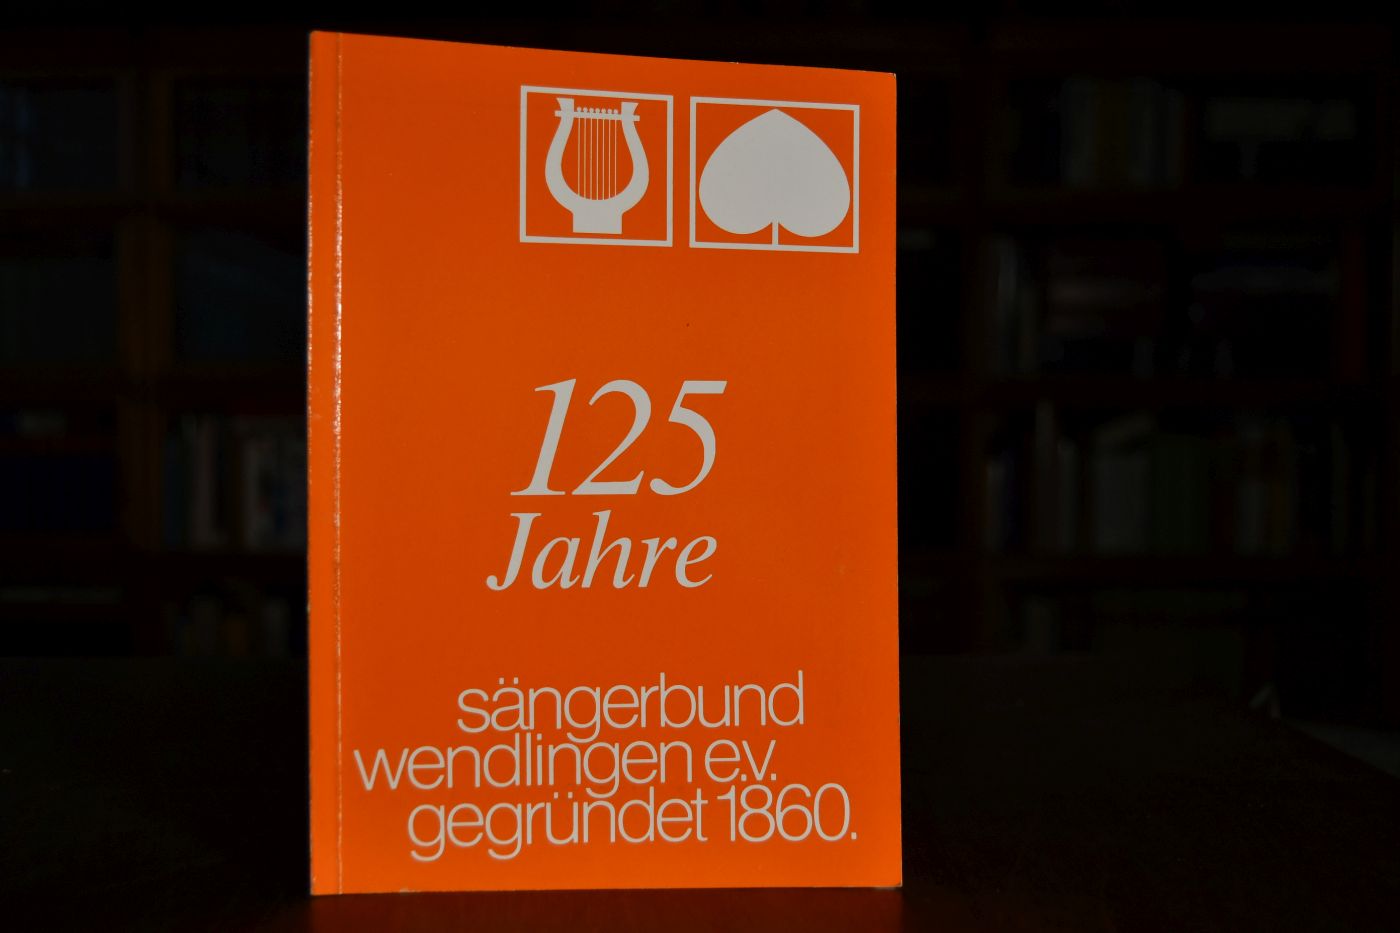 125
Jahre
sängerbund
wendlingen e.v.
gegründet 1860.